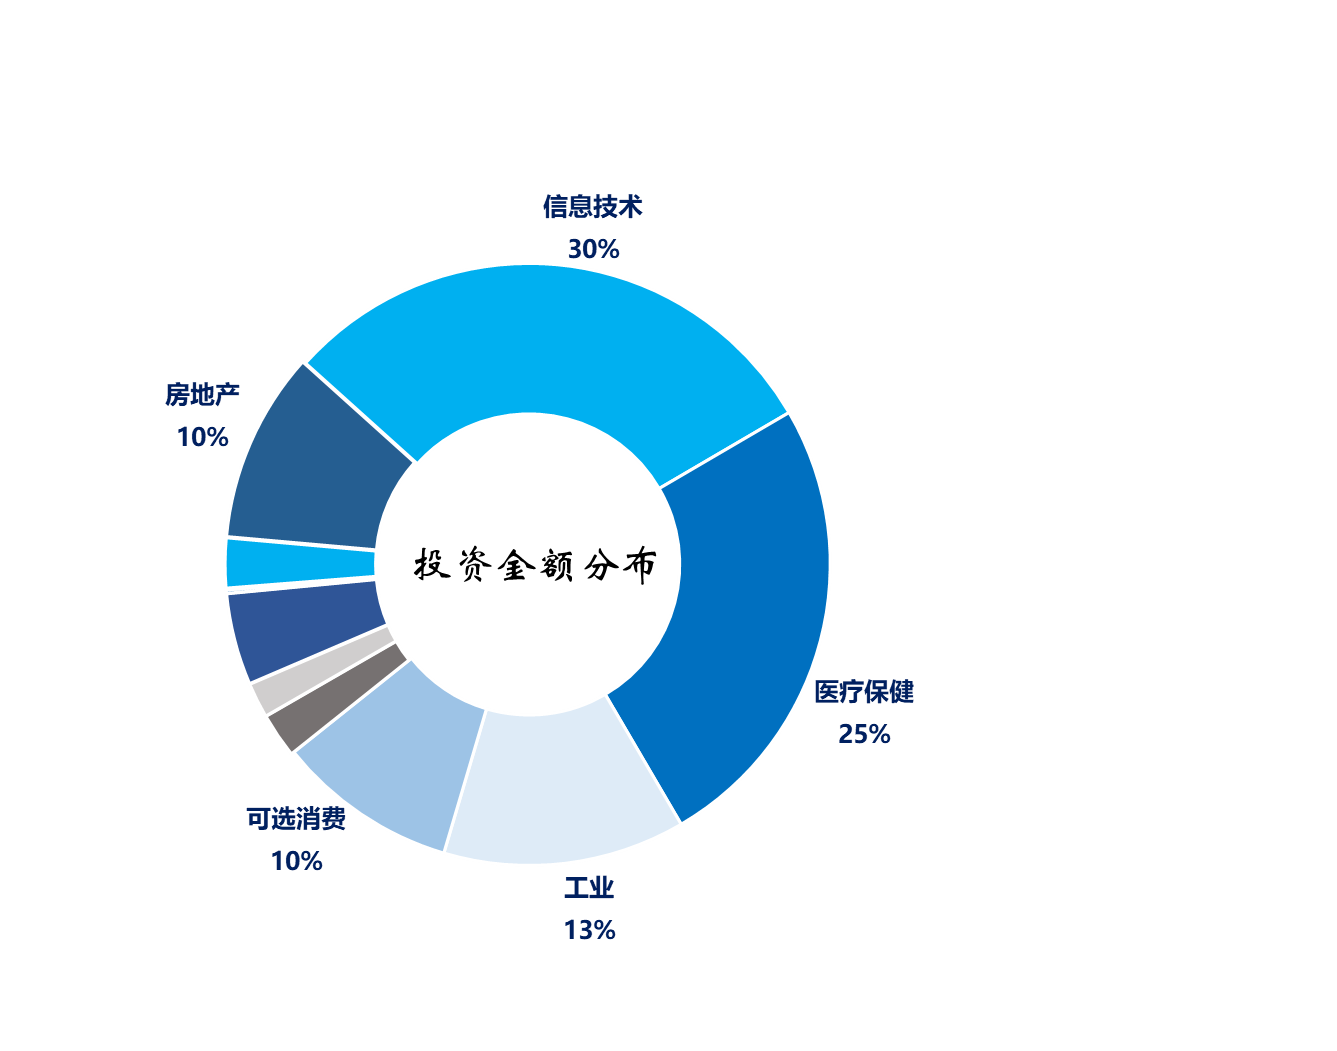 信息技术
30%
房地产
10%
投资金额分布
医疗保健
25%
可选消费
10%
工业
13%